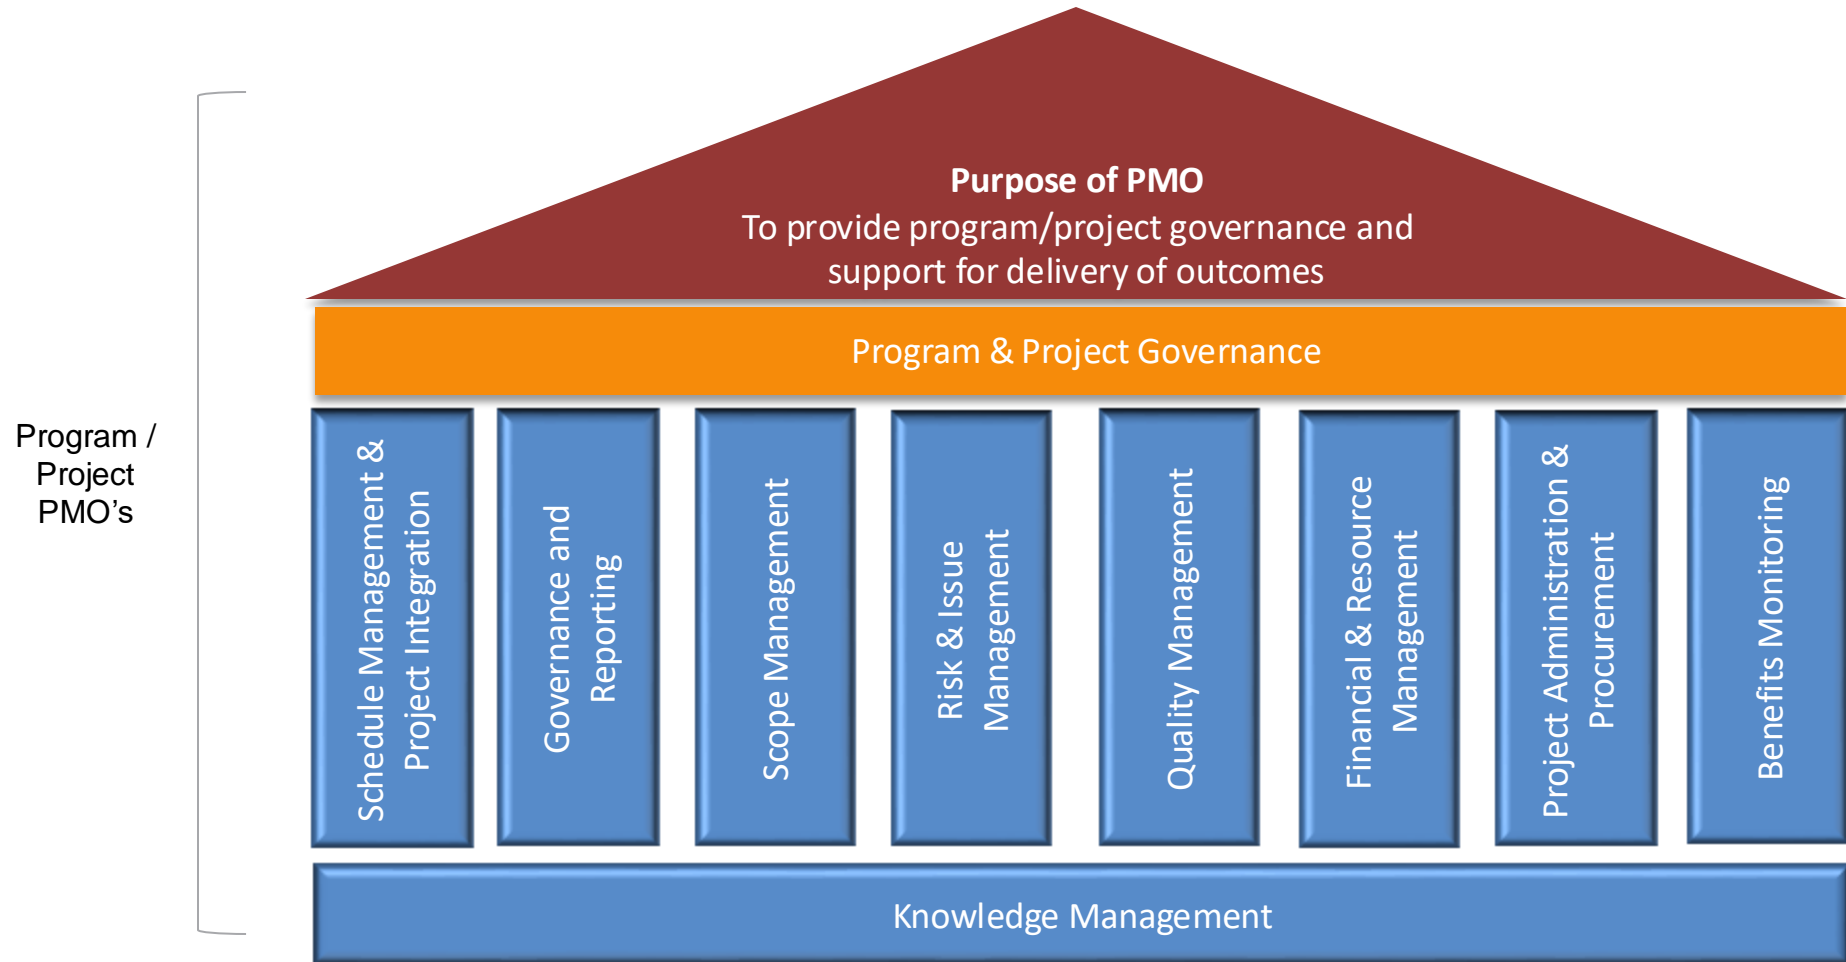 Purpose of PMO
To provide program/project governance and
support for delivery of outcomes
Program & Project Governance
Program /
Project
PMO’s
Schedule Management &
Project Integration
Governance and
Reporting
Scope Management
Risk & Issue
Management
Quality Management
Financial & Resource
Management
Project Administration &
Procurement
Benefits Monitoring
Knowledge Management